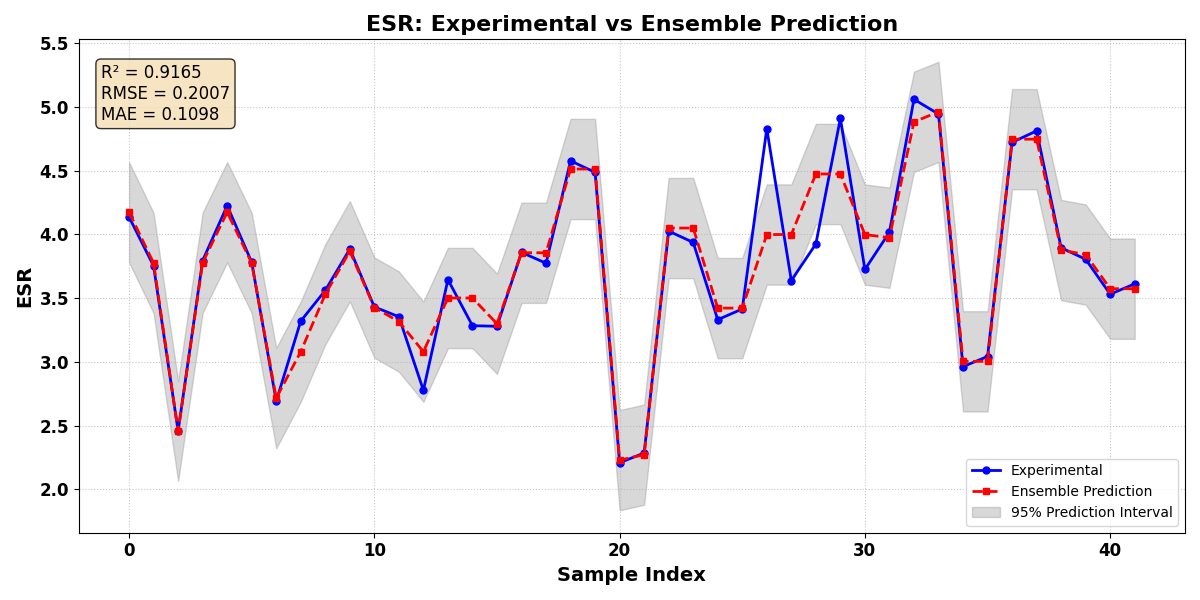 ESR: Experimental vs Ensemble Prediction
R² = 0.9165
RMSE = 0.2007
MAE = 0.1098
5.5
5.0
4.5
4.0
3.5
3.0
2.5
2.0
ESR
Experimental
Ensemble Prediction
95% Prediction Interval
0 10 20 30 40
Sample Index